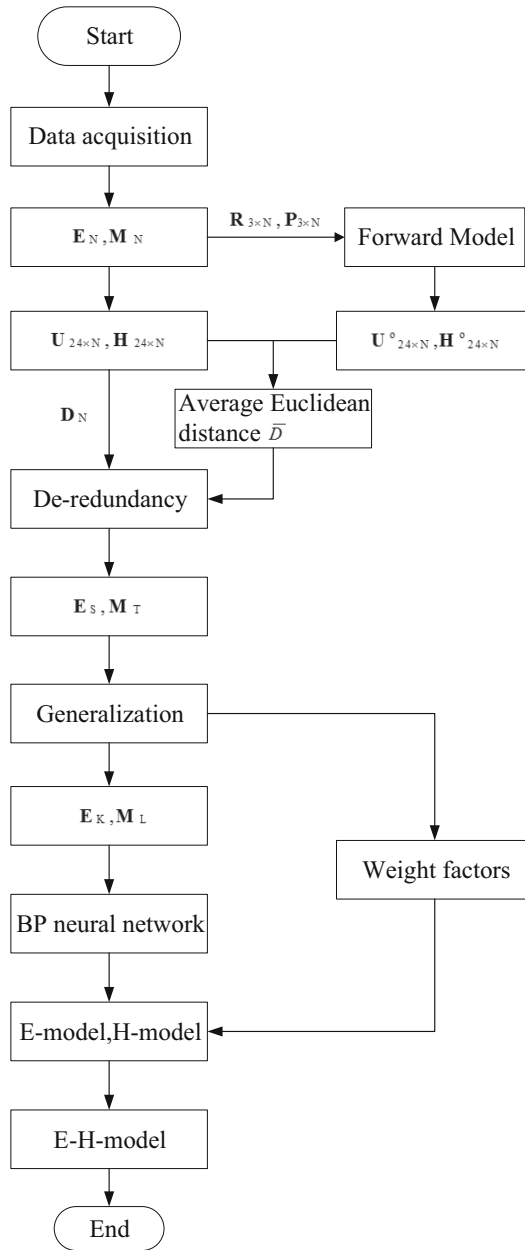 Start
Data acquisition
E N , M N
R 3×N , P 3×N
Forward Model
U 24×N , H 24×N
U° 24×N , H° 24×N
D N
Average Euclidean
distance D̅
De-redundancy
E S , M T
Generalization
E K , M L
Weight factors
BP neural network
E-model,H-model
E-H-model
End